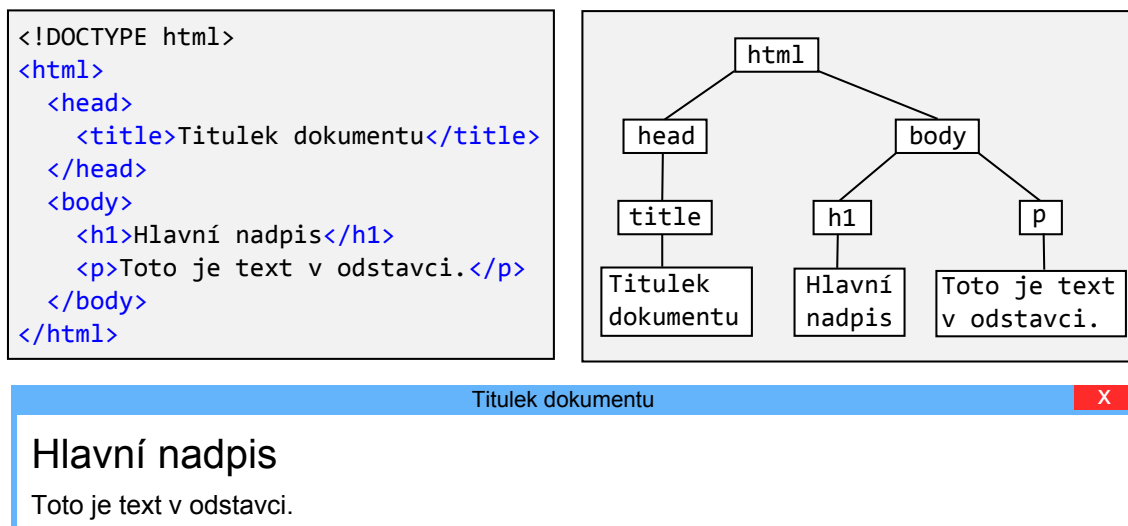 <!DOCTYPE html>
<html>
<head>
<title>Titulek dokumentu</title>
</head>
<body>
<h1>Hlavní nadpis</h1>
<p>Toto je text v odstavci.</p>
</body>
</html>
html
head
body
title
h1
p
Titulek
dokumentu
Hlavní
nadpis
Toto je text
v odstavci.
Titulek dokumentu
X
Hlavní nadpis
Toto je text v odstavci.